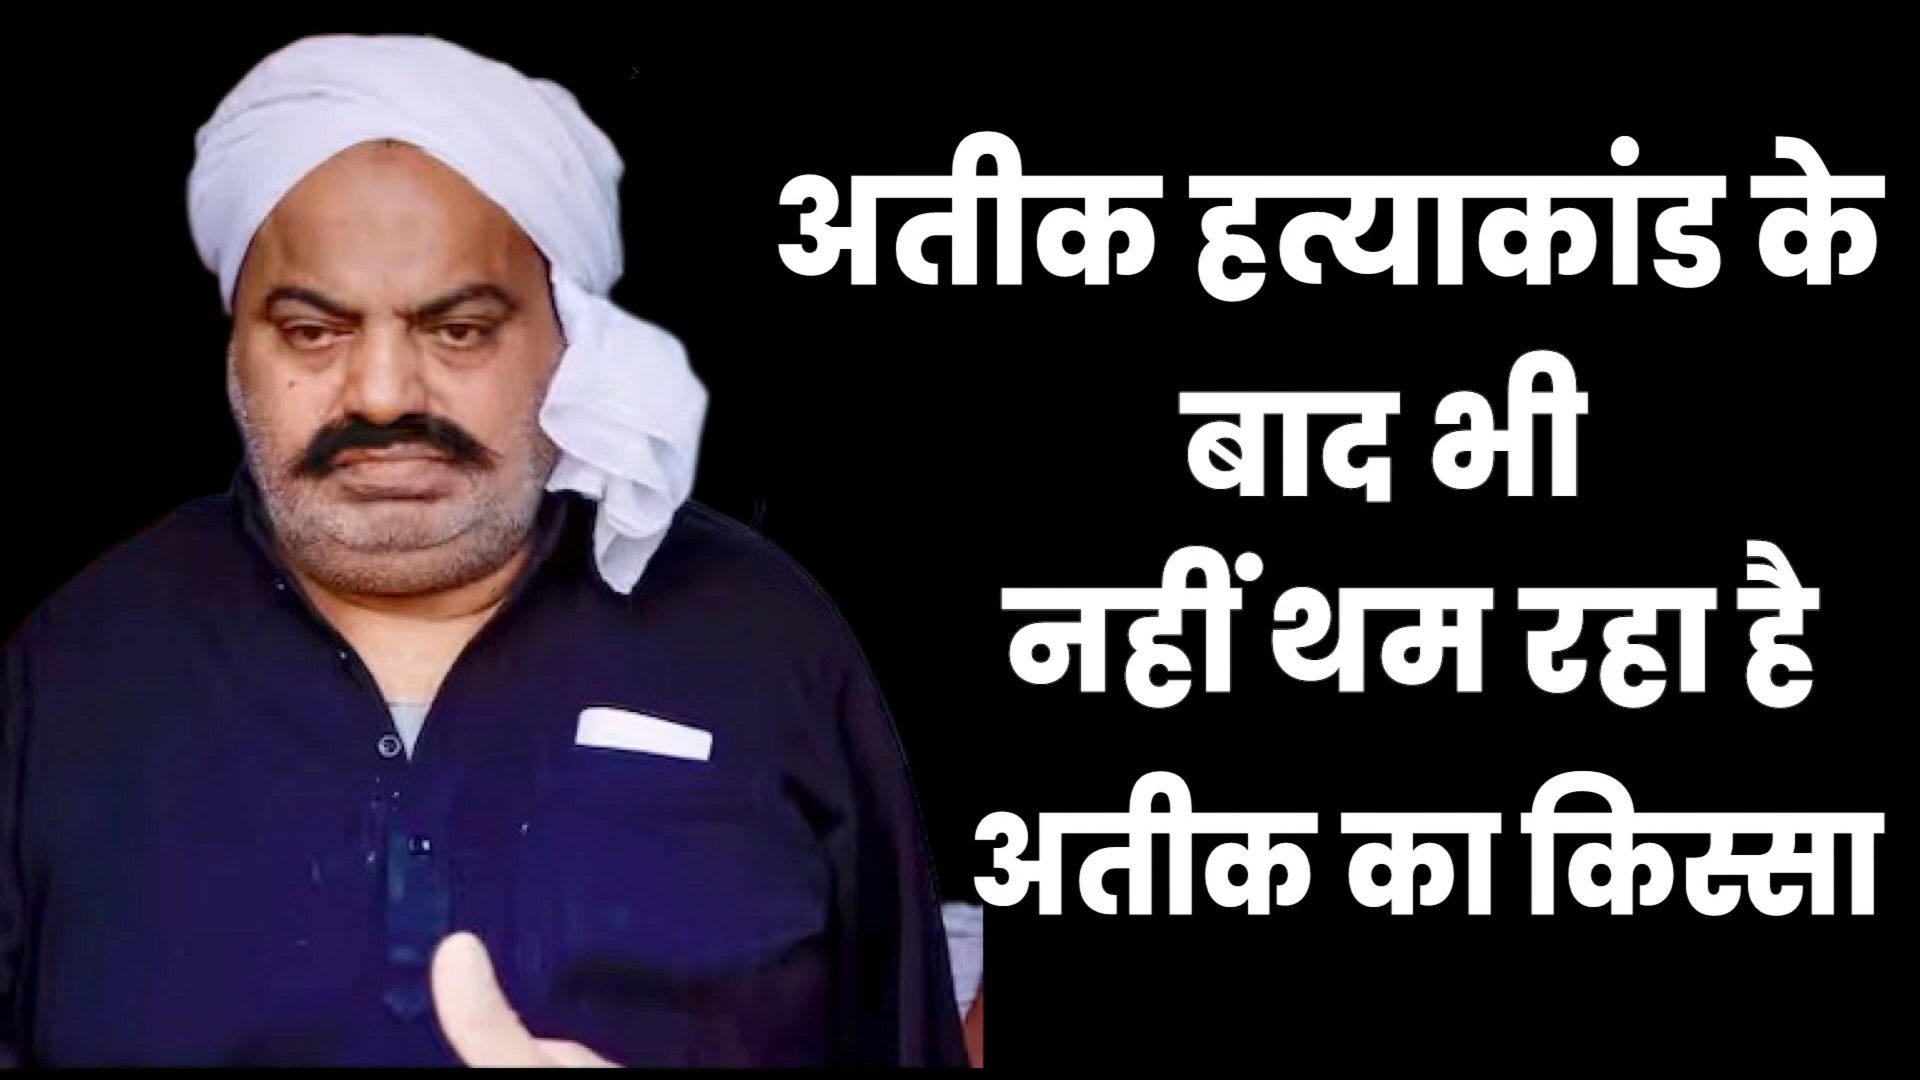 अतीक हत्याकांड के
बाद भी
नहीं थम रहा है
अतीक का किस्सा